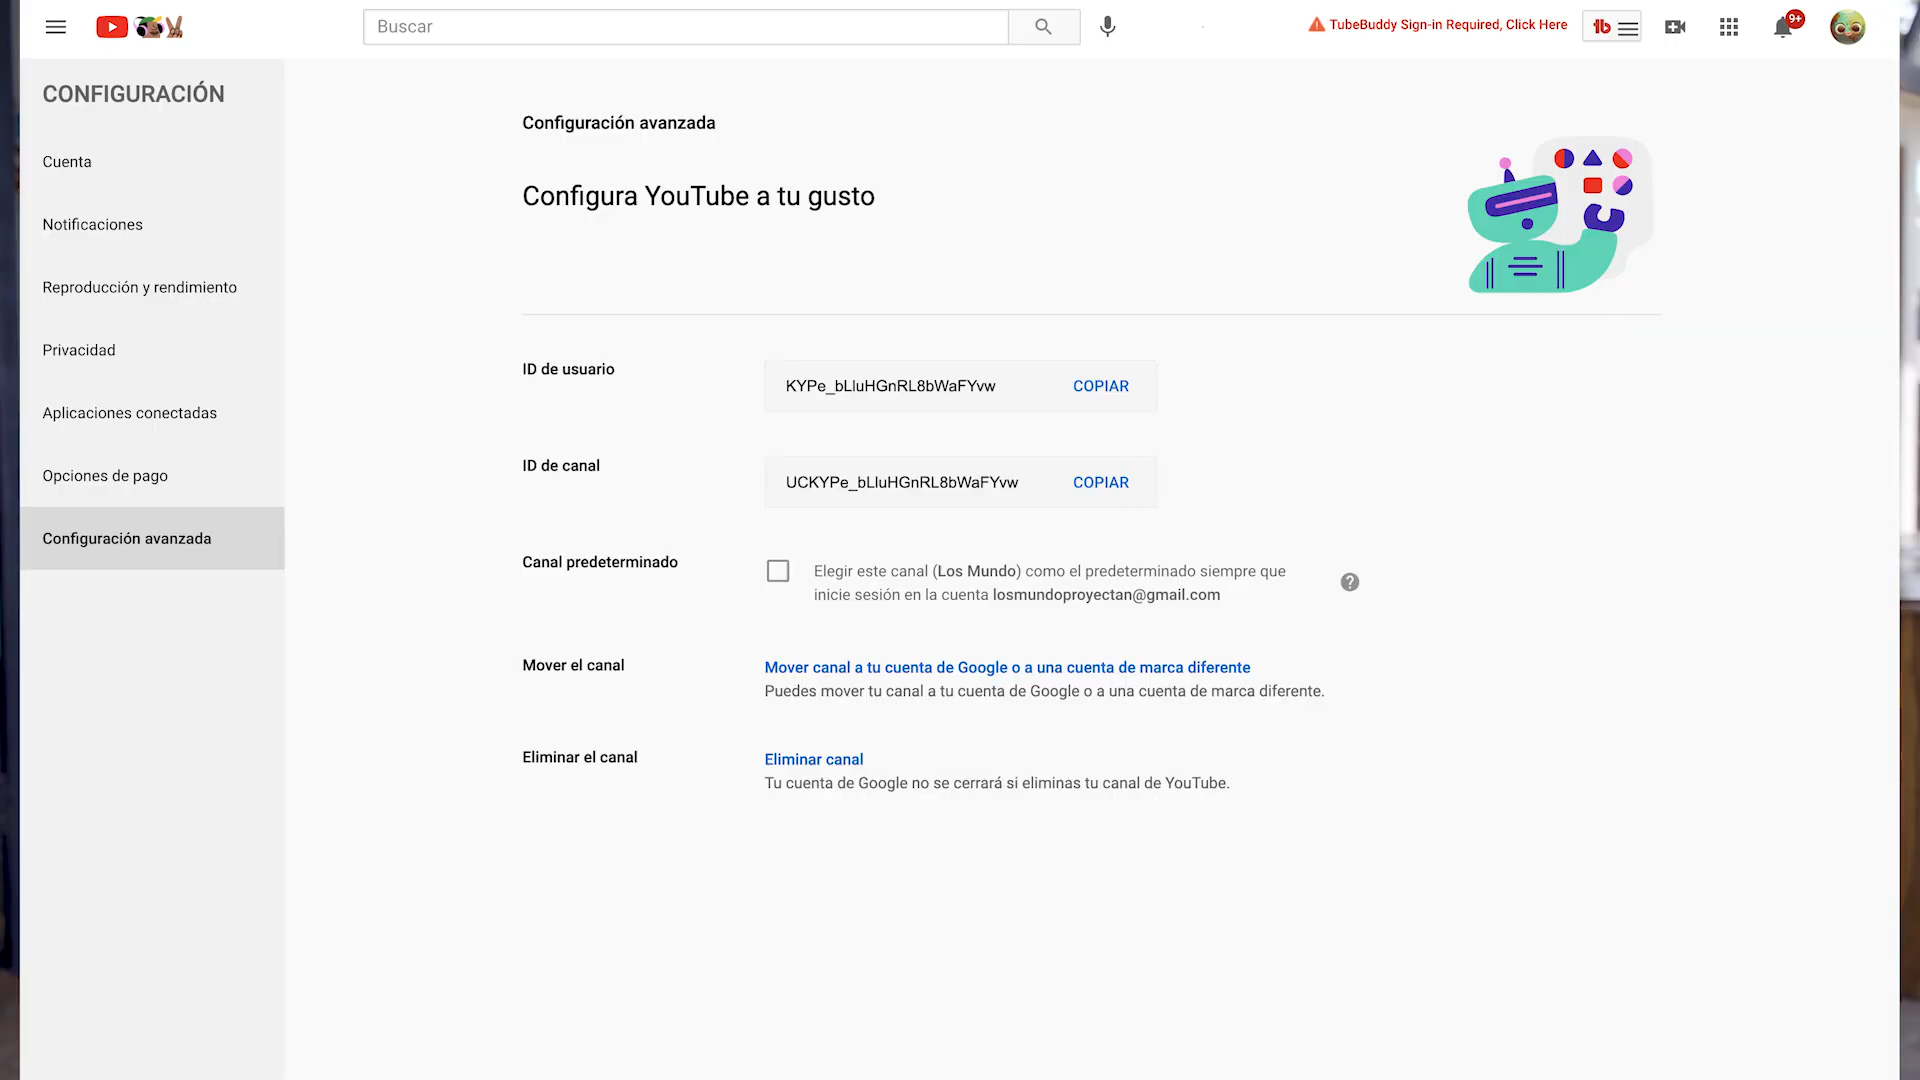 Buscar
TubeBuddy Sign-in Required, Click Here
tb
9+
CONFIGURACIÓN
Cuenta
Notificaciones
Reproducción y rendimiento
Privacidad
Aplicaciones conectadas
Opciones de pago
Configuración avanzada
Configuración avanzada
Configura YouTube a tu gusto
ID de usuario
KYPe_bLluHGnRL8bWaFYvw
COPIAR
ID de canal
UCKYPe_bLluHGnRL8bWaFYvw
COPIAR
Canal predeterminado
Elegir este canal (Los Mundo) como el predeterminado siempre que
inicie sesión en la cuenta losmundoproyectan@gmail.com
?
Mover el canal
Mover canal a tu cuenta de Google o a una cuenta de marca diferente
Puedes mover tu canal a tu cuenta de Google o a una cuenta de marca diferente.
Eliminar el canal
Eliminar canal
Tu cuenta de Google no se cerrará si eliminas tu canal de YouTube.